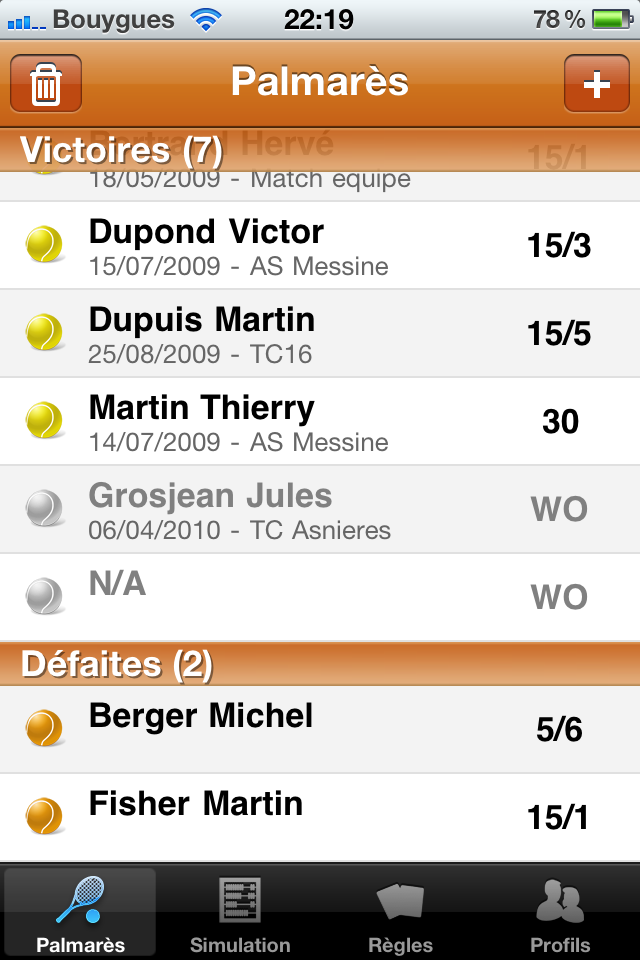 Bouygues 22:19 78 %
Palmarès
Bertrand Hervé 15/1
Victoires (7)
18/05/2009 - Match equipe
Dupond Victor 15/3
15/07/2009 - AS Messine
Dupuis Martin 15/5
25/08/2009 - TC16
Martin Thierry 30
14/07/2009 - AS Messine
Grosjean Jules WO
06/04/2010 - TC Asnieres
N/A WO
Défaites (2)
Berger Michel 5/6
Fisher Martin 15/1
Palmarès Simulation Règles Profils